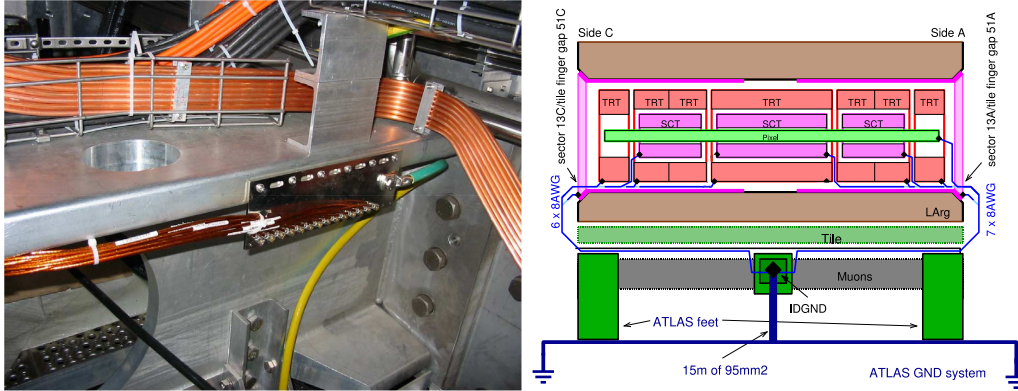 Side C
Side A
sector 13C/tile finger gap 51C
sector 13A/tile finger gap 51A
TRT
TRT
TRT
TRT
TRT
TRT
TRT
SCT
SCT
SCT
Pixel
6 x 8AWG
7 x 8AWG
LArg
Tile
Muons
IDGND
ATLAS feet
15m of 95mm2
ATLAS GND system